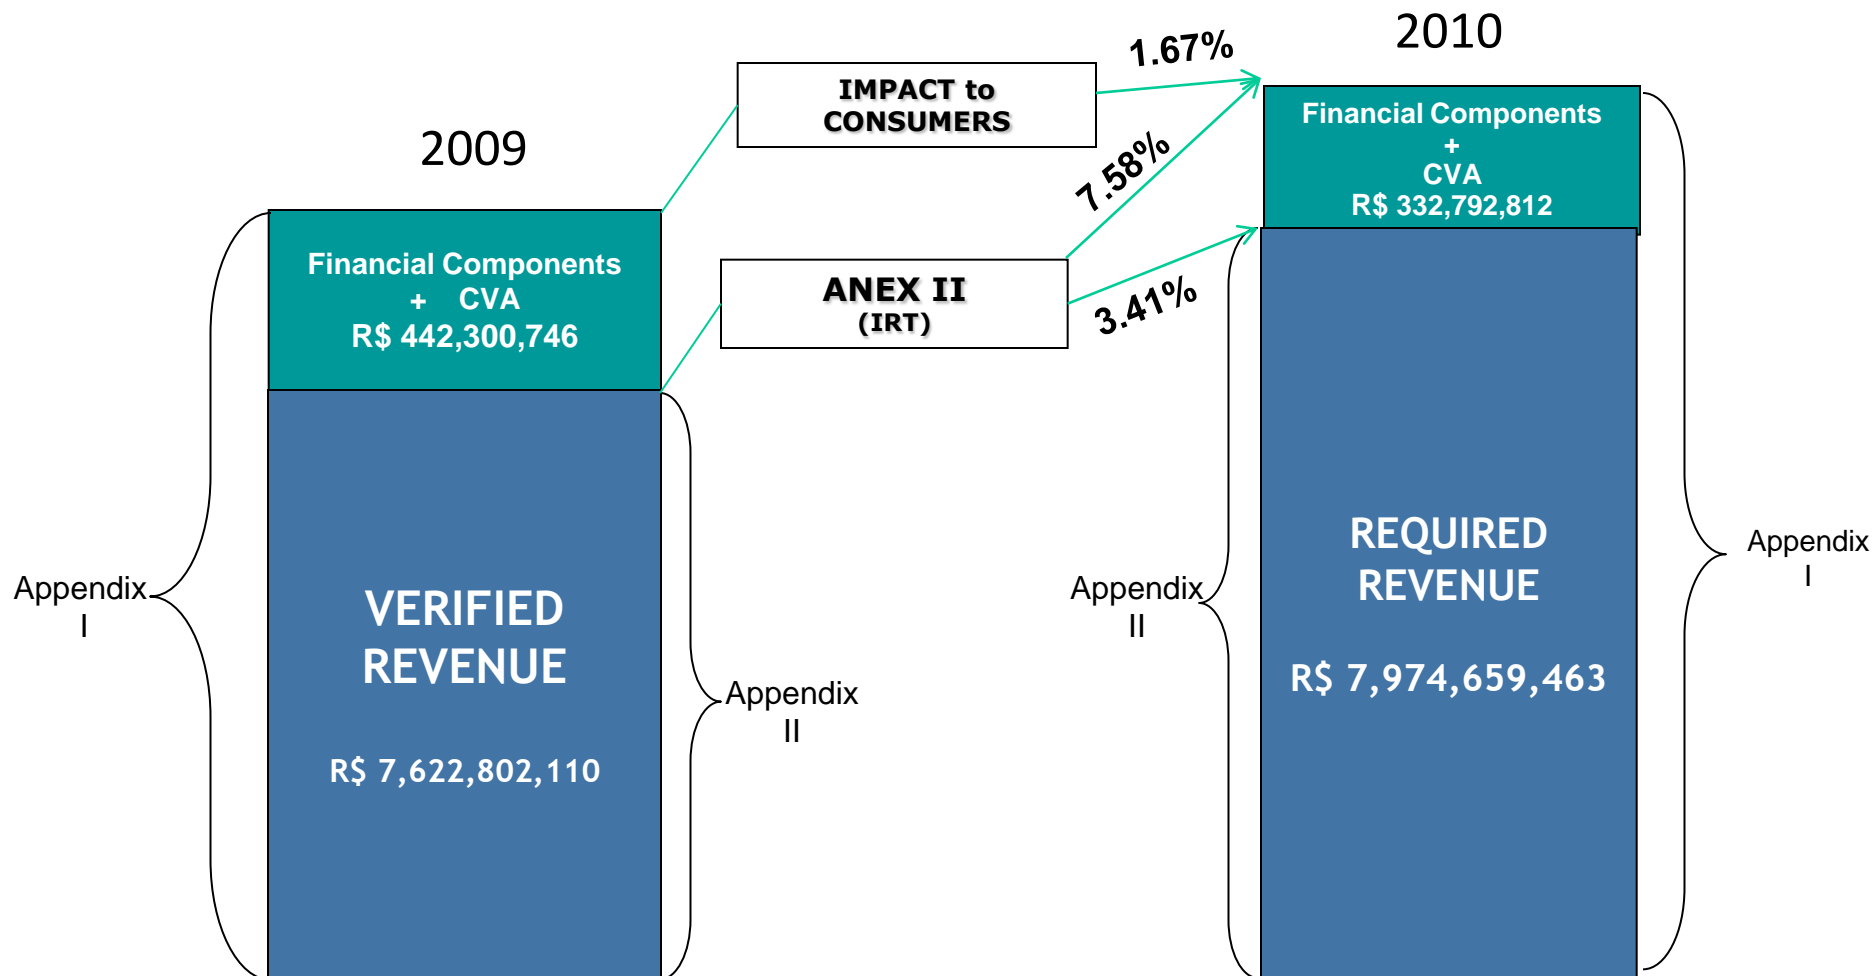 2009
2010
IMPACT to
CONSUMERS
1.67%
7.58%
ANEX II
(IRT)
3.41%
Financial Components
+ CVA
R$ 442,300,746
VERIFIED
REVENUE
R$ 7,622,802,110
Appendix
I
Appendix
II
Financial Components
+
CVA
R$ 332,792,812
REQUIRED
REVENUE
R$ 7,974,659,463
Appendix
II
Appendix
I